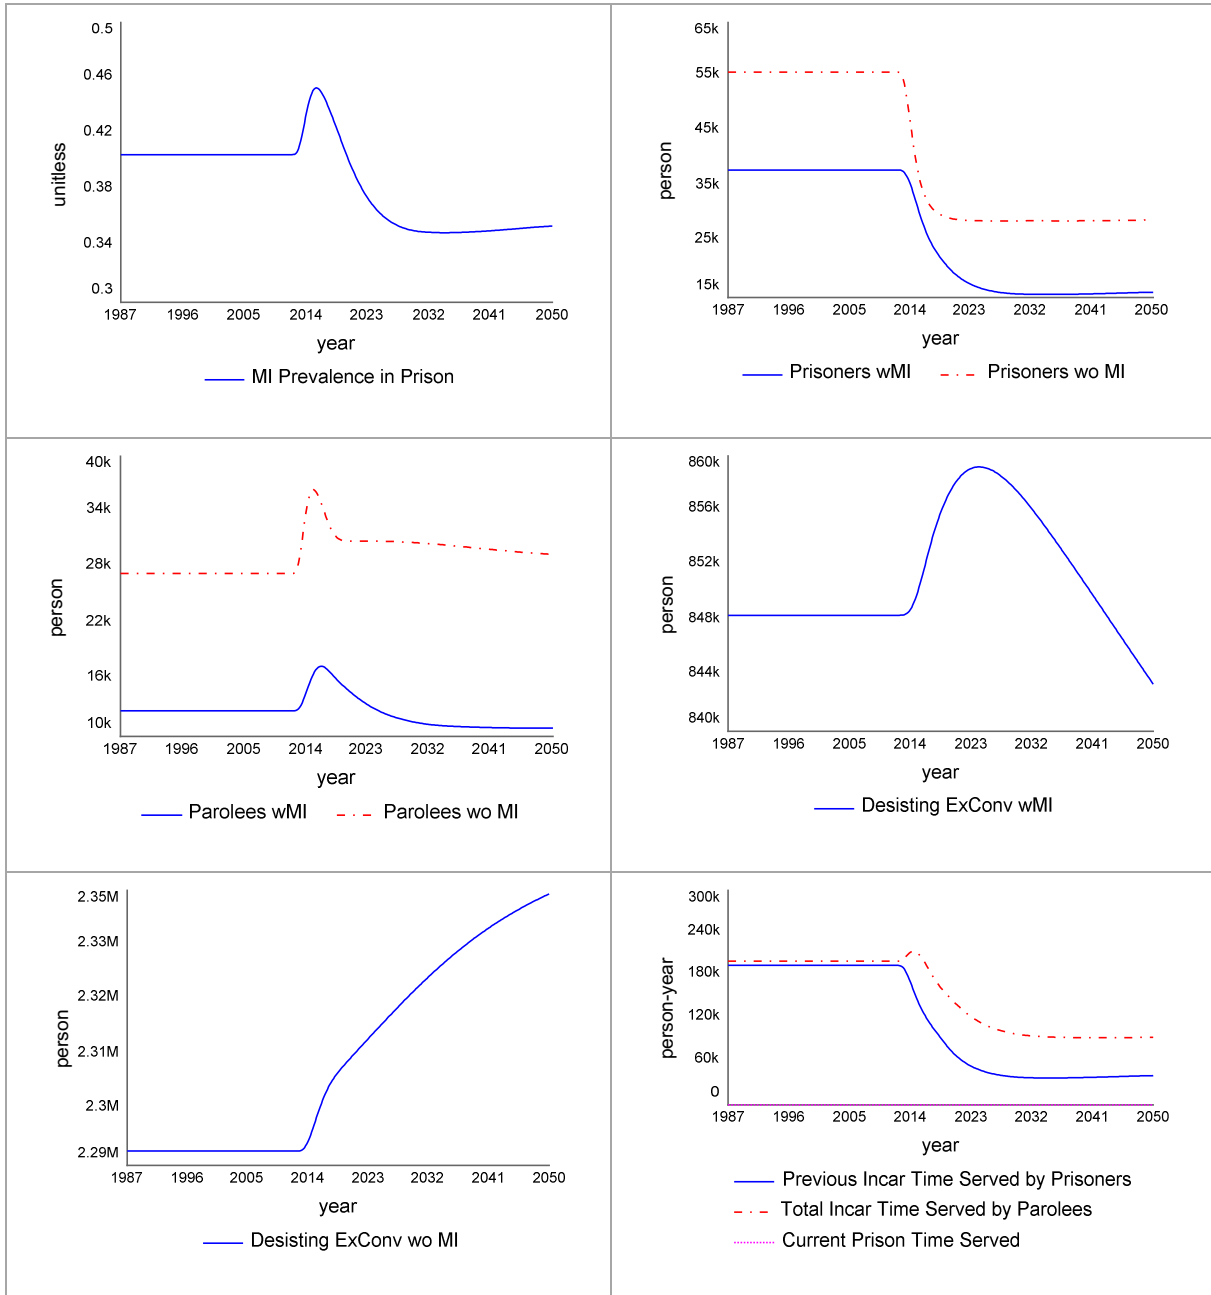 0.5
0.46
0.42
0.38
0.34
0.3
unitless
1987 1996 2005 2014 2023 2032 2041 2050
year
MI Prevalence in Prison
65k
55k
45k
35k
25k
15k
person
1987 1996 2005 2014 2023 2032 2041 2050
year
Prisoners wMI Prisoners wo MI
40k
34k
28k
22k
16k
10k
person
1987 1996 2005 2014 2023 2032 2041 2050
year
Parolees wMI Parolees wo MI
860k
856k
852k
848k
844k
840k
person
1987 1996 2005 2014 2023 2032 2041 2050
year
Desisting ExConv wMI
2.35M
2.33M
2.32M
2.31M
2.3M
2.29M
person
1987 1996 2005 2014 2023 2032 2041 2050
year
Desisting ExConv wo MI
300k
240k
180k
120k
60k
0
person-year
1987 1996 2005 2014 2023 2032 2041 2050
year
Previous Incar Time Served by Prisoners
Total Incar Time Served by Parolees
Current Prison Time Served